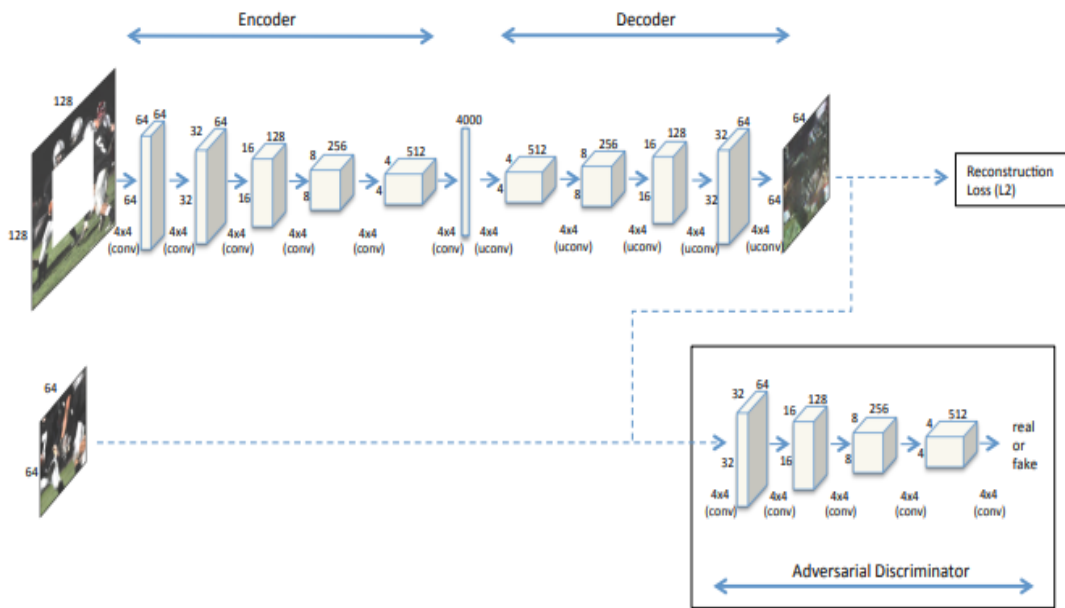 Encoder
Decoder
128
128
64 64
64
4x4
(conv)
32 64
32
4x4
(conv)
16 128
16
4x4
(conv)
8 256
8
4x4
(conv)
4 512
4
4x4
(conv)
4000
4x4
(conv)
4 512
4
4x4
(uconv)
8 256
8
4x4
(uconv)
16 128
16
4x4
(uconv)
32 64
32
4x4
(uconv)
64
64
4x4
(uconv)
Reconstruction
Loss (L2)
64
64
32 64
32
4x4
(conv)
16 128
16
4x4
(conv)
8 256
8
4x4
(conv)
4 512
4
4x4
(conv)
real
or
fake
4x4
(conv)
Adversarial Discriminator